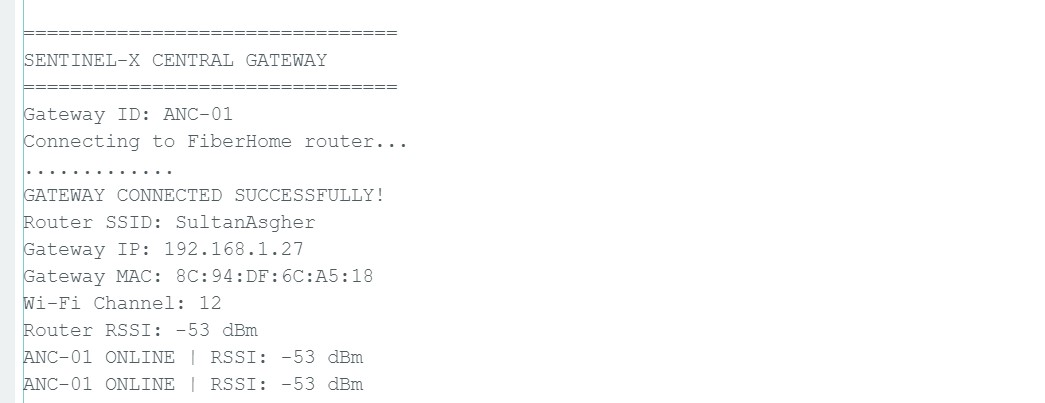 ================================
SENTINEL-X CENTRAL GATEWAY
================================
Gateway ID: ANC-01
Connecting to FiberHome router...
.............
GATEWAY CONNECTED SUCCESSFULLY!
Router SSID: SultanAsgher
Gateway IP: 192.168.1.27
Gateway MAC: 8C:94:DF:6C:A5:18
Wi-Fi Channel: 12
Router RSSI: -53 dBm
ANC-01 ONLINE | RSSI: -53 dBm
ANC-01 ONLINE | RSSI: -53 dBm